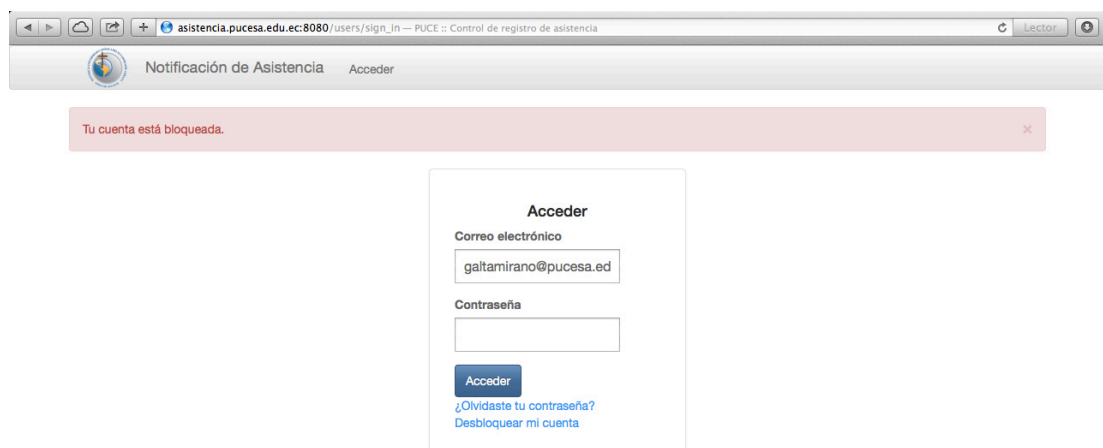 asistencia.pucesa.edu.ec:8080/users/sign_in — PUCE :: Control de registro de asistencia
Lector
Notificación de Asistencia Acceder
Tu cuenta está bloqueada.
×
Acceder
Correo electrónico
galtamirano@pucesa.ed
Contraseña
Acceder
¿Olvidaste tu contraseña?
Desbloquear mi cuenta